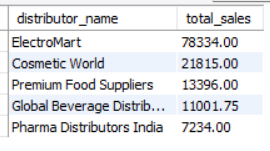 distributor_name total_sales
ElectroMart 78334.00
Cosmetic World 21815.00
Premium Food Suppliers 13396.00
Global Beverage Distrib... 11001.75
Pharma Distributors India 7234.00